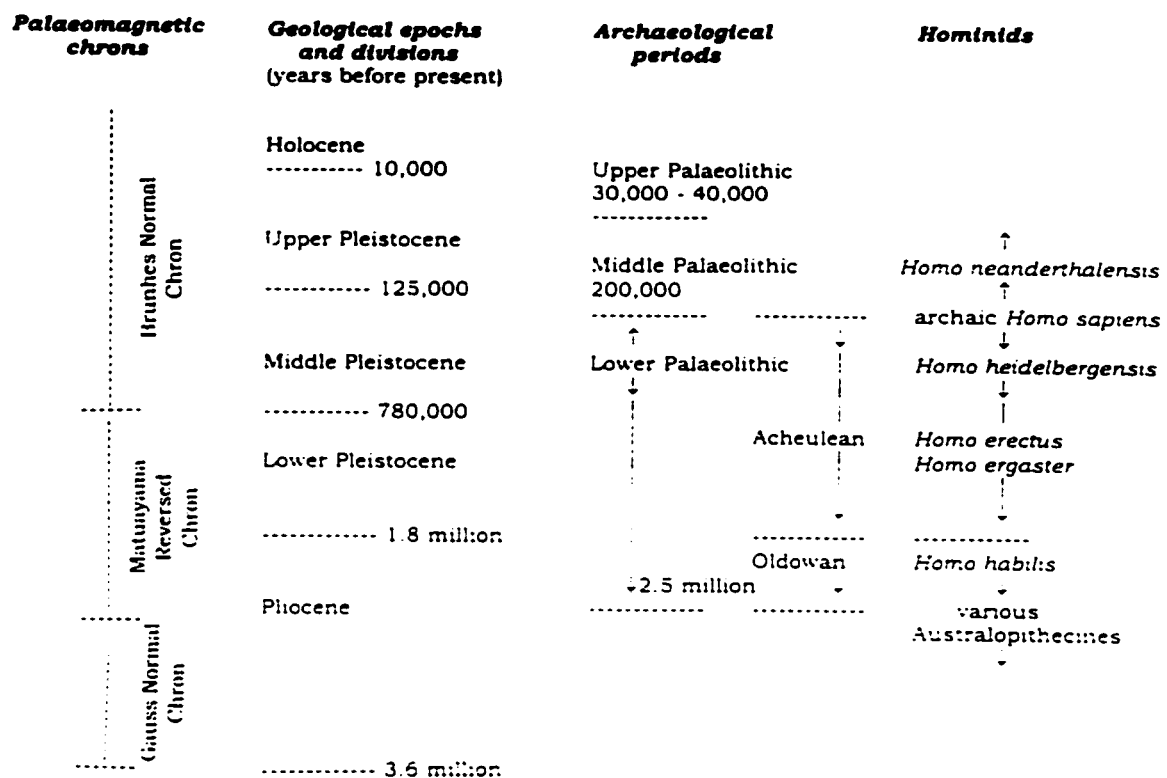 Palaeomagnetic
chrons
Geological epochs
and divisions
(years before present)
Archaeological
periods
Hominids
Brunhes Normal
Chron
Matunyama
Reversed
Chron
Gauss Normal
Chron
Holocene
10,000
Upper Pleistocene
125,000
Middle Pleistocene
780,000
Lower Pleistocene
1.8 million
Pliocene
3.6 million
Upper Palaeolithic
30,000 - 40,000
Middle Palaeolithic
200,000
Lower Palaeolithic
Acheulean
Oldowan
2.5 million
Homo neanderthalensis
archaic Homo sapiens
Homo heidelbergensis
Homo erectus
Homo ergaster
Homo habilis
various
Australopithecines